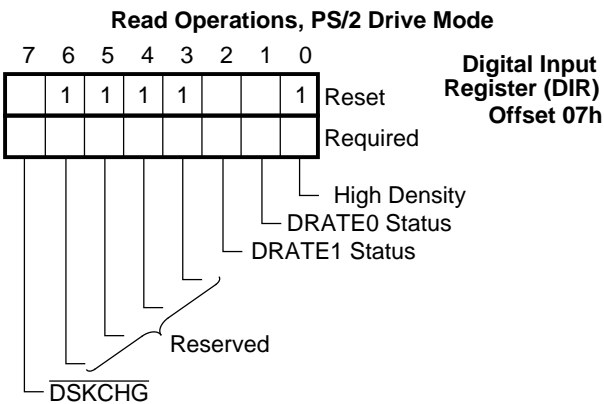 Read Operations, PS/2 Drive Mode
7 6 5 4 3 2 1 0
1 1 1 1 1 Reset
Required
Digital Input
Register (DIR)
Offset 07h
High Density
DRATE0 Status
DRATE1 Status
Reserved
DSKCHG